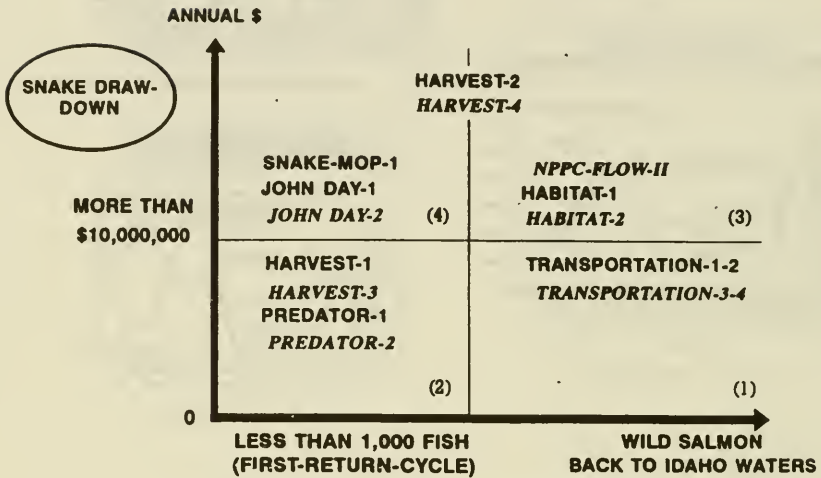 ANNUAL $
SNAKE DRAW-
DOWN
HARVEST-2
HARVEST-4
SNAKE-MOP-1
JOHN DAY-1
JOHN DAY-2
(4)
NPPC-FLOW-II
HABITAT-1
HABITAT-2
(3)
MORE THAN
$10,000,000
HARVEST-1
HARVEST-3
PREDATOR-1
PREDATOR-2
(2)
TRANSPORTATION-1-2
TRANSPORTATION-3-4
(1)
0
LESS THAN 1,000 FISH
(FIRST-RETURN-CYCLE)
WILD SALMON
BACK TO IDAHO WATERS